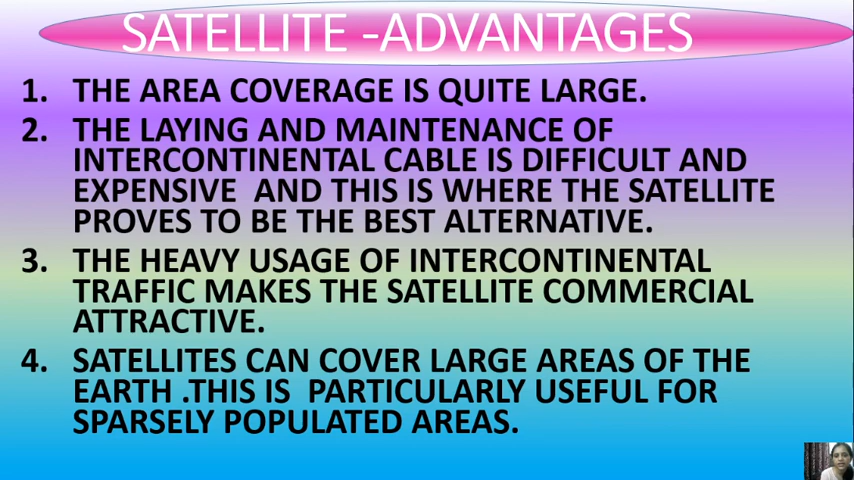 SATELLITE -ADVANTAGES
1. THE AREA COVERAGE IS QUITE LARGE.
2. THE LAYING AND MAINTENANCE OF
INTERCONTINENTAL CABLE IS DIFFICULT AND
EXPENSIVE AND THIS IS WHERE THE SATELLITE
PROVES TO BE THE BEST ALTERNATIVE.
3. THE HEAVY USAGE OF INTERCONTINENTAL
TRAFFIC MAKES THE SATELLITE COMMERCIAL
ATTRACTIVE.
4. SATELLITES CAN COVER LARGE AREAS OF THE
EARTH .THIS IS PARTICULARLY USEFUL FOR
SPARSELY POPULATED AREAS.